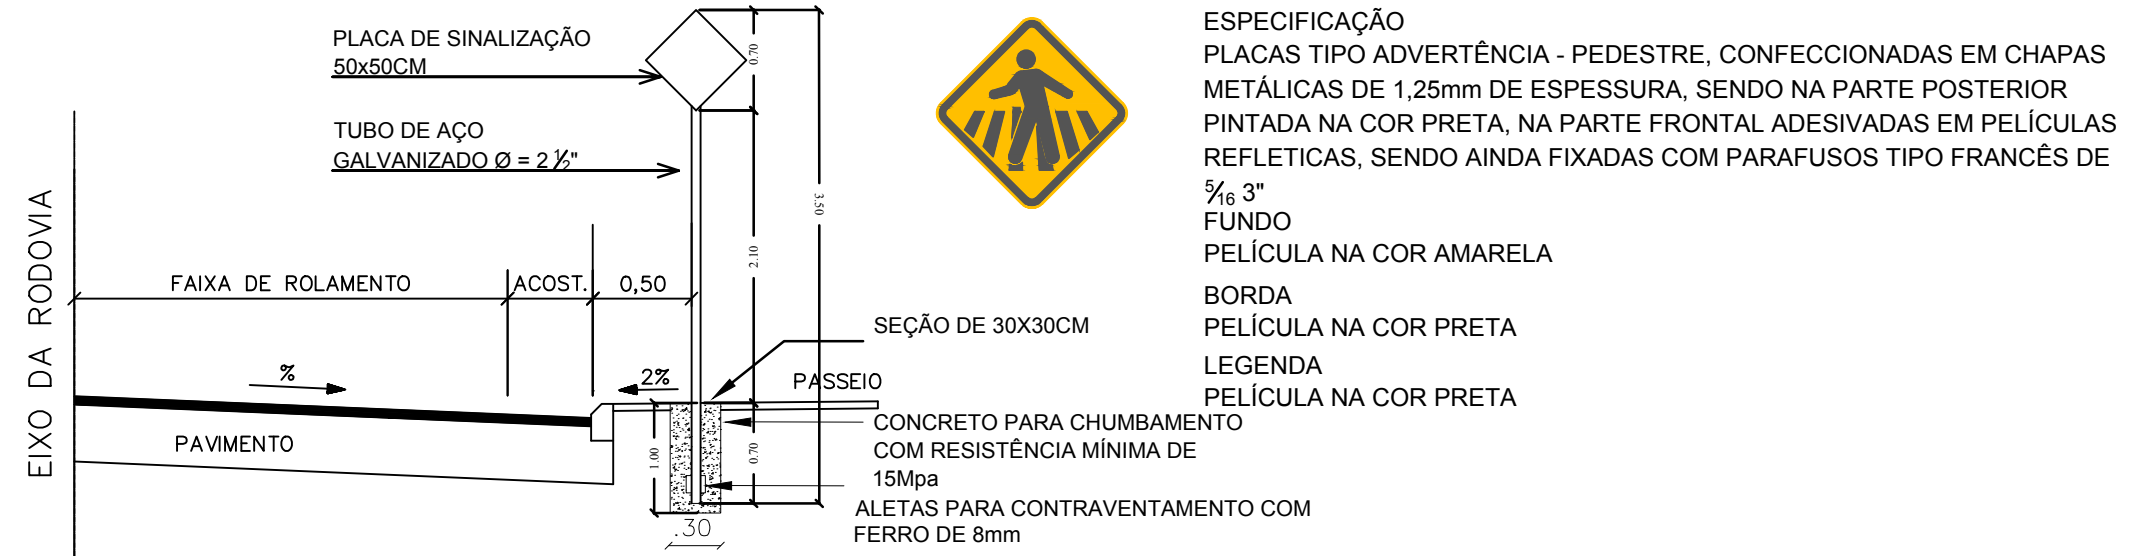 PLACA DE SINALIZAÇÃO
50x50CM
TUBO DE AÇO
GALVANIZADO Ø = 2 ½"
EIXO DA RODOVIA
FAIXA DE ROLAMENTO
ACOST.
0,50
0.70
2.10
3.50
%
2%
PASSEIO
PAVIMENTO
SEÇÃO DE 30X30CM
CONCRETO PARA CHUMBAMENTO
COM RESISTÊNCIA MÍNIMA DE
15Mpa
ALETAS PARA CONTRAVENTAMENTO COM
FERRO DE 8mm
1.00
0.70
.30
ESPECIFICAÇÃO
PLACAS TIPO ADVERTÊNCIA - PEDESTRE, CONFECCIONADAS EM CHAPAS
METÁLICAS DE 1,25mm DE ESPESSURA, SENDO NA PARTE POSTERIOR
PINTADA NA COR PRETA, NA PARTE FRONTAL ADESIVADAS EM PELÍCULAS
REFLETICAS, SENDO AINDA FIXADAS COM PARAFUSOS TIPO FRANCÊS DE
5⁄16 3"
FUNDO
PELÍCULA NA COR AMARELA
BORDA
PELÍCULA NA COR PRETA
LEGENDA
PELÍCULA NA COR PRETA